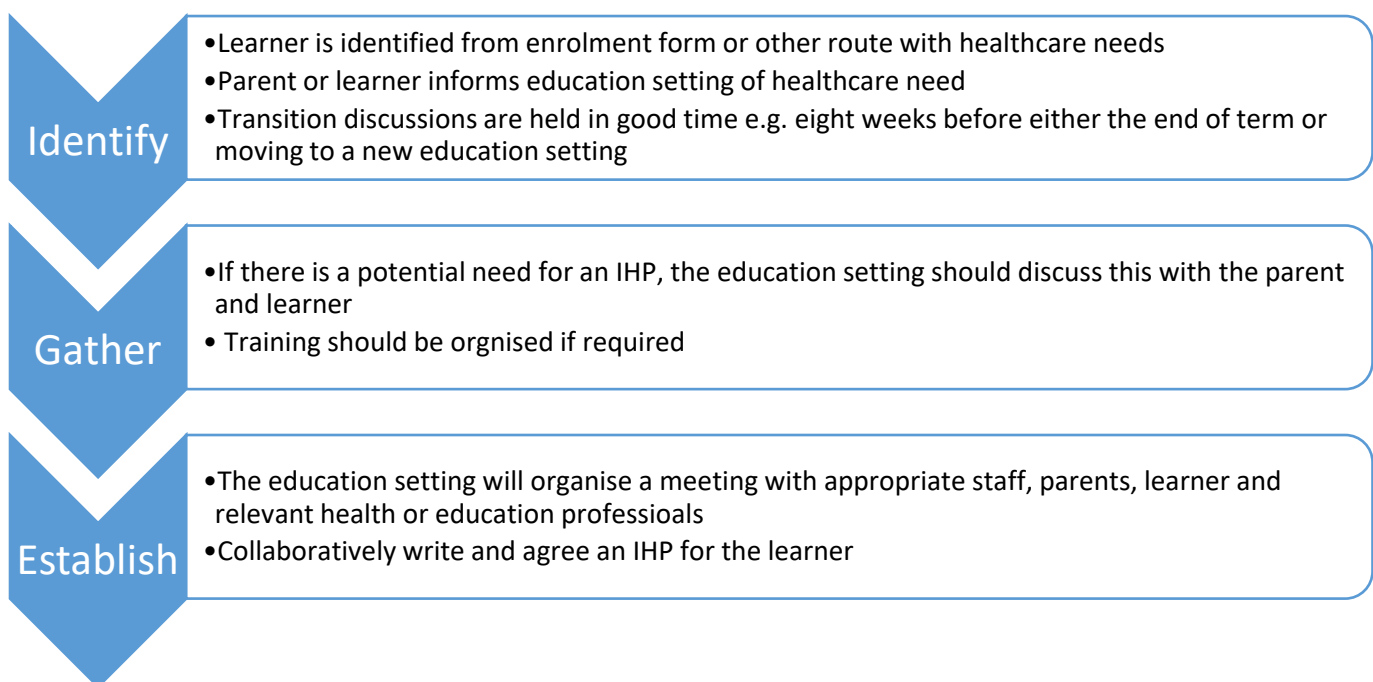 Identify
•Learner is identified from enrolment form or other route with healthcare needs
•Parent or learner informs education setting of healthcare need
•Transition discussions are held in good time e.g. eight weeks before either the end of term or
moving to a new education setting
Gather
•If there is a potential need for an IHP, the education setting should discuss this with the parent
and learner
• Training should be orgnised if required
Establish
•The education setting will organise a meeting with appropriate staff, parents, learner and
relevant health or education professioals
•Collaboratively write and agree an IHP for the learner